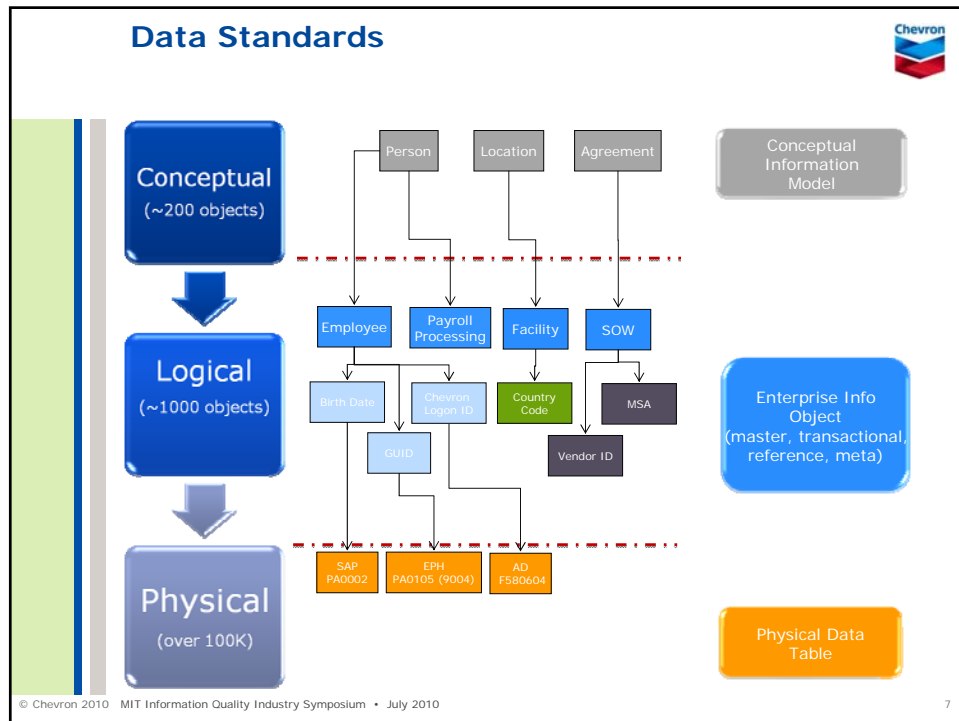 Data Standards
Chevron
Conceptual
(~200 objects)
Person
Location
Agreement
Conceptual
Information
Model
Logical
(~1000 objects)
Employee
Payroll
Processing
Facility
SOW
Birth Date
Chevron
Logon ID
Country
Code
MSA
GUID
Vendor ID
Enterprise Info
Object
(master, transactional,
reference, meta)
Physical
(over 100K)
SAP
PA0002
EPH
PA0105 (9004)
AD
F580604
Physical Data
Table
© Chevron 2010 MIT Information Quality Industry Symposium • July 2010
7